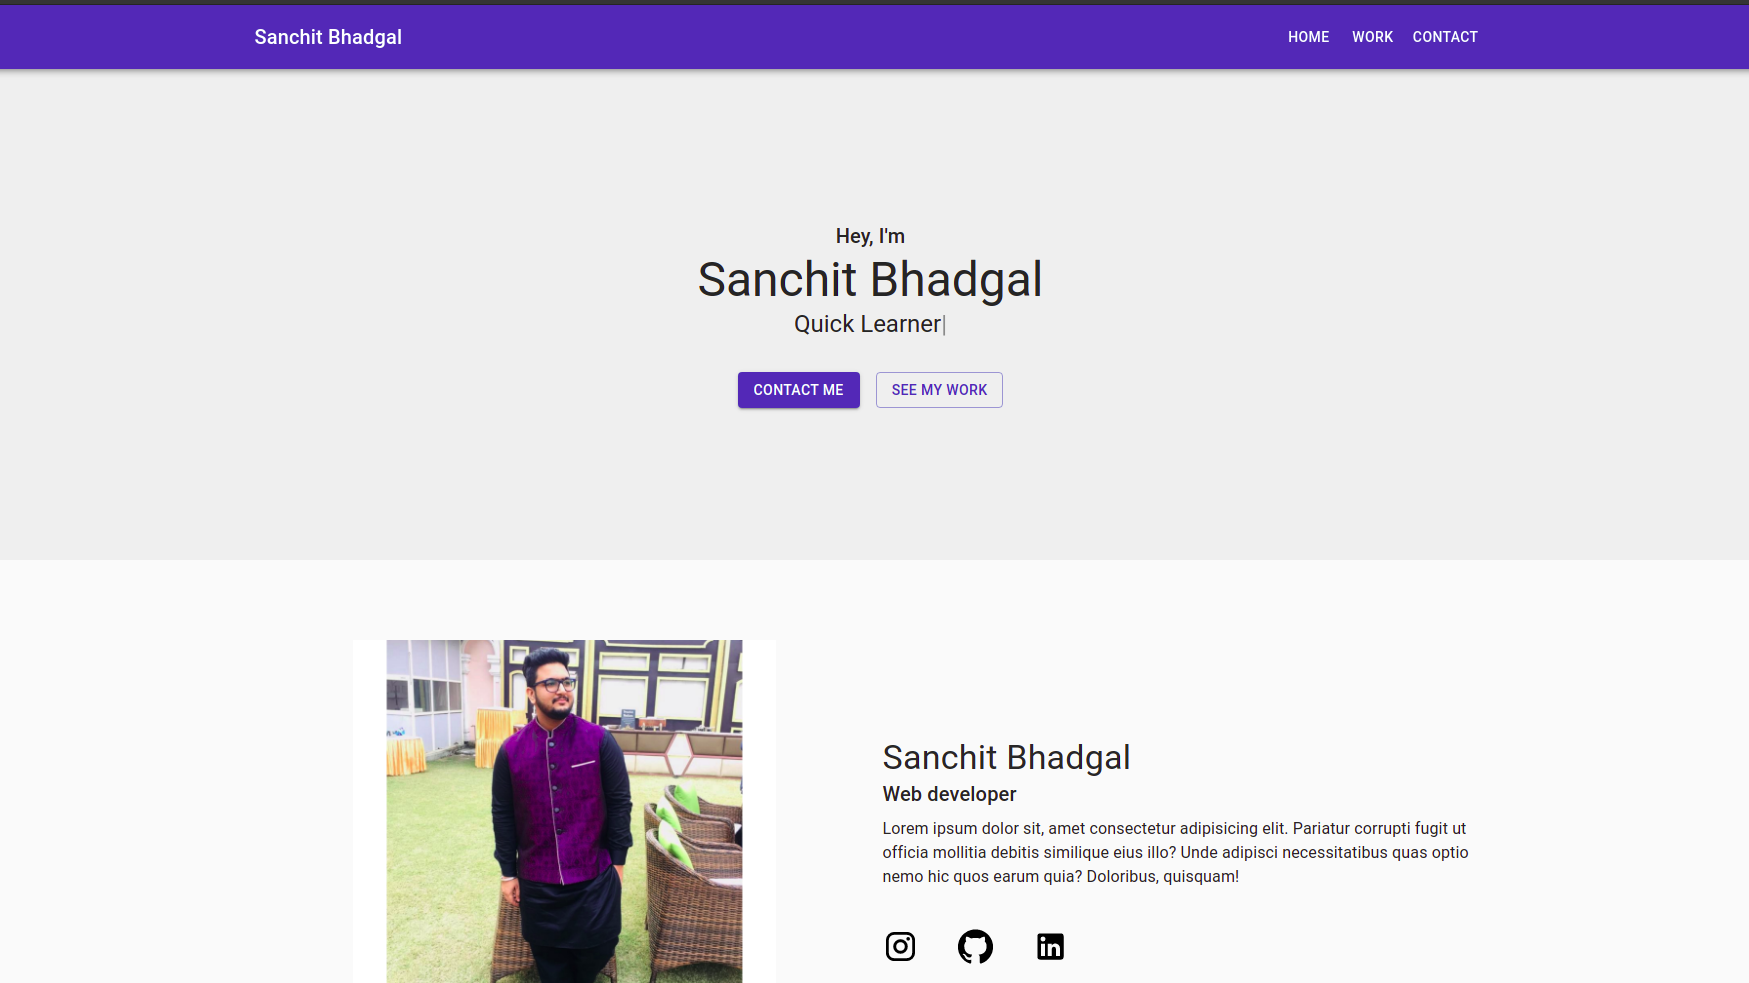 Sanchit Bhadgal
HOME WORK CONTACT
Hey, I'm
Sanchit Bhadgal
Quick Learner|
CONTACT ME SEE MY WORK
Sanchit Bhadgal
Web developer
Lorem ipsum dolor sit, amet consectetur adipisicing elit. Pariatur corrupti fugit ut
officia mollitia debitis similique eius illo? Unde adipisci necessitatibus quas optio
nemo hic quos earum quia? Doloribus, quisquam!
in